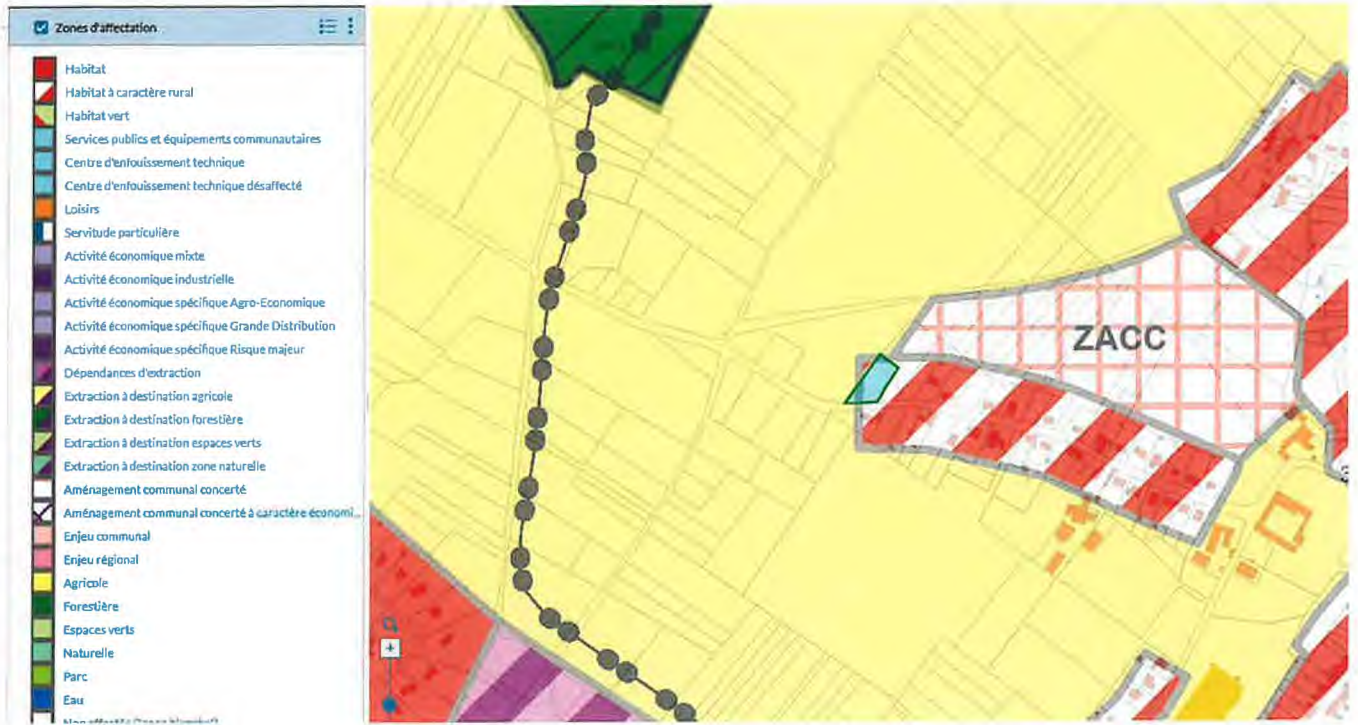 Zones d'affectation
Habitat
Habitat à caractère rural
Habitat vert
Services publics et équipements communautaires
Centre d'enfouissement technique
Centre d'enfouissement technique désaffecté
Loisirs
Servitude particulière
Activité économique mixte
Activité économique industrielle
Activité économique spécifique Agro-Economique
Activité économique spécifique Grande Distribution
Activité économique spécifique Risque majeur
Dépendances d'extraction
Extraction à destination agricole
Extraction à destination forestière
Extraction à destination espaces verts
Extraction à destination zone naturelle
Aménagement communal concerté
Aménagement communal concerté à caractère économi...
Enjeu communal
Enjeu régional
Agricole
Forestière
Espaces verts
Naturelle
Parc
Eau
ZACC